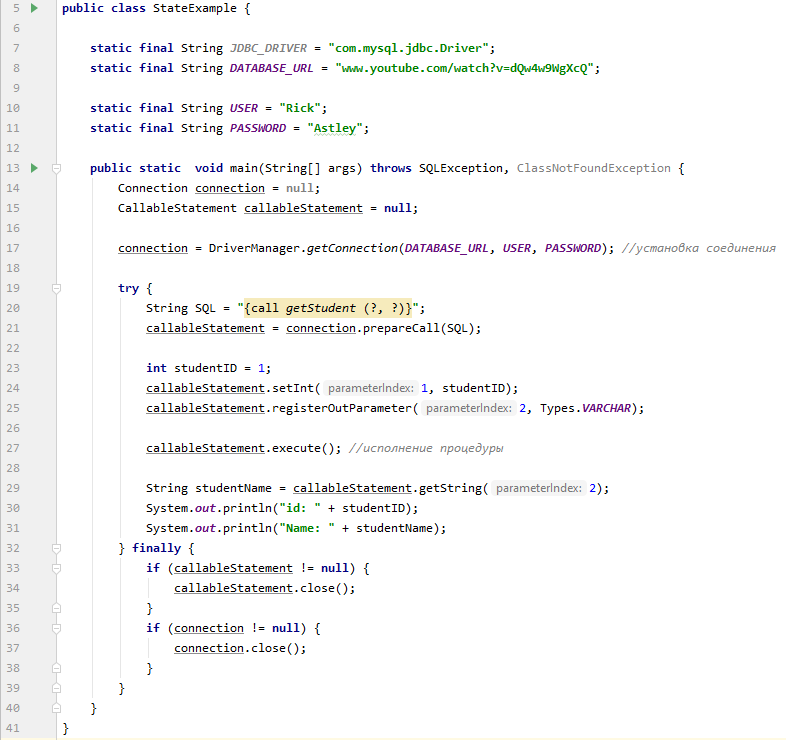 5 public class StateExample {
6
7 static final String JDBC_DRIVER = "com.mysql.jdbc.Driver";
8 static final String DATABASE_URL = "www.youtube.com/watch?v=dQw4w9WgXcQ";
9
10 static final String USER = "Rick";
11 static final String PASSWORD = "Astley";
12
13 public static  void main(String[] args) throws SQLException, ClassNotFoundException {
14 Connection connection = null;
15 CallableStatement callableStatement = null;
16
17 connection = DriverManager.getConnection(DATABASE_URL, USER, PASSWORD); //установка соединения
18
19 try {
20 String SQL = "{call getStudent (?, ?)}";
21 callableStatement = connection.prepareCall(SQL);
22
23 int studentID = 1;
24 callableStatement.setInt( parameterIndex: 1, studentID);
25 callableStatement.registerOutParameter( parameterIndex: 2, Types.VARCHAR);
26
27 callableStatement.execute(); //исполнение процедуры
28
29 String studentName = callableStatement.getString( parameterIndex: 2);
30 System.out.println("id: " + studentID);
31 System.out.println("Name: " + studentName);
32 } finally {
33 if (callableStatement != null) {
34 callableStatement.close();
35 }
36 if (connection != null) {
37 connection.close();
38 }
39 }
40 }
41 }